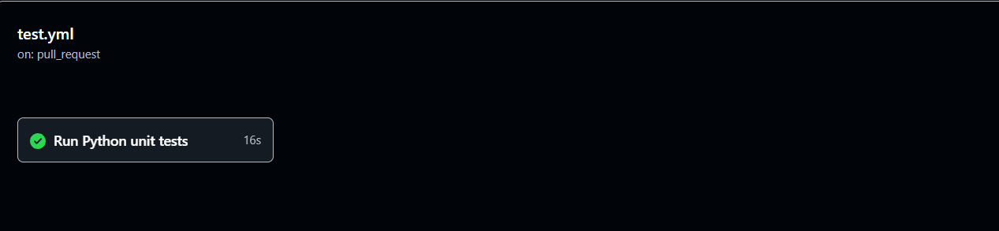 test.yml
on: pull_request
Run Python unit tests 16s